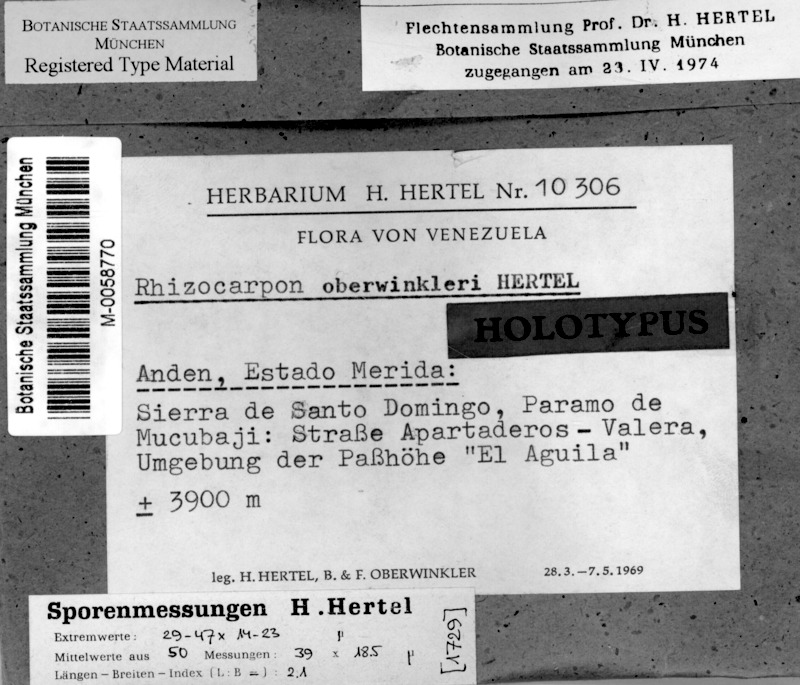 BOTANISCHE STAATSSAMMLUNG
MÜNCHEN
Registered Type Material
Flechtensammlung Prof. Dr. H. HERTEL
Botanische Staatssammlung München
zugegangen am 23. IV. 1974
Botanische Staatssammlung München
M-0058770
HERBARIUM H. HERTEL Nr. 10 306
FLORA VON VENEZUELA
Rhizocarpon oberwinkleri HERTEL
HOLOTYPUS
Anden, Estado Merida:
Sierra de Santo Domingo, Paramo de
Mucubaji: Straße Apartaderos – Valera,
Umgebung der Paßhöhe "El Aguila"
± 3900 m
leg. H. HERTEL, B. & F. OBERWINKLER 28.3.–7.5.1969
Sporenmessungen H.Hertel
Extremwerte: 29-47 x 14-23 µ
Mittelwerte aus 50 Messungen: 39 x 18.5 µ
Längen – Breiten – Index (L : B =) : 2,1
[1729]